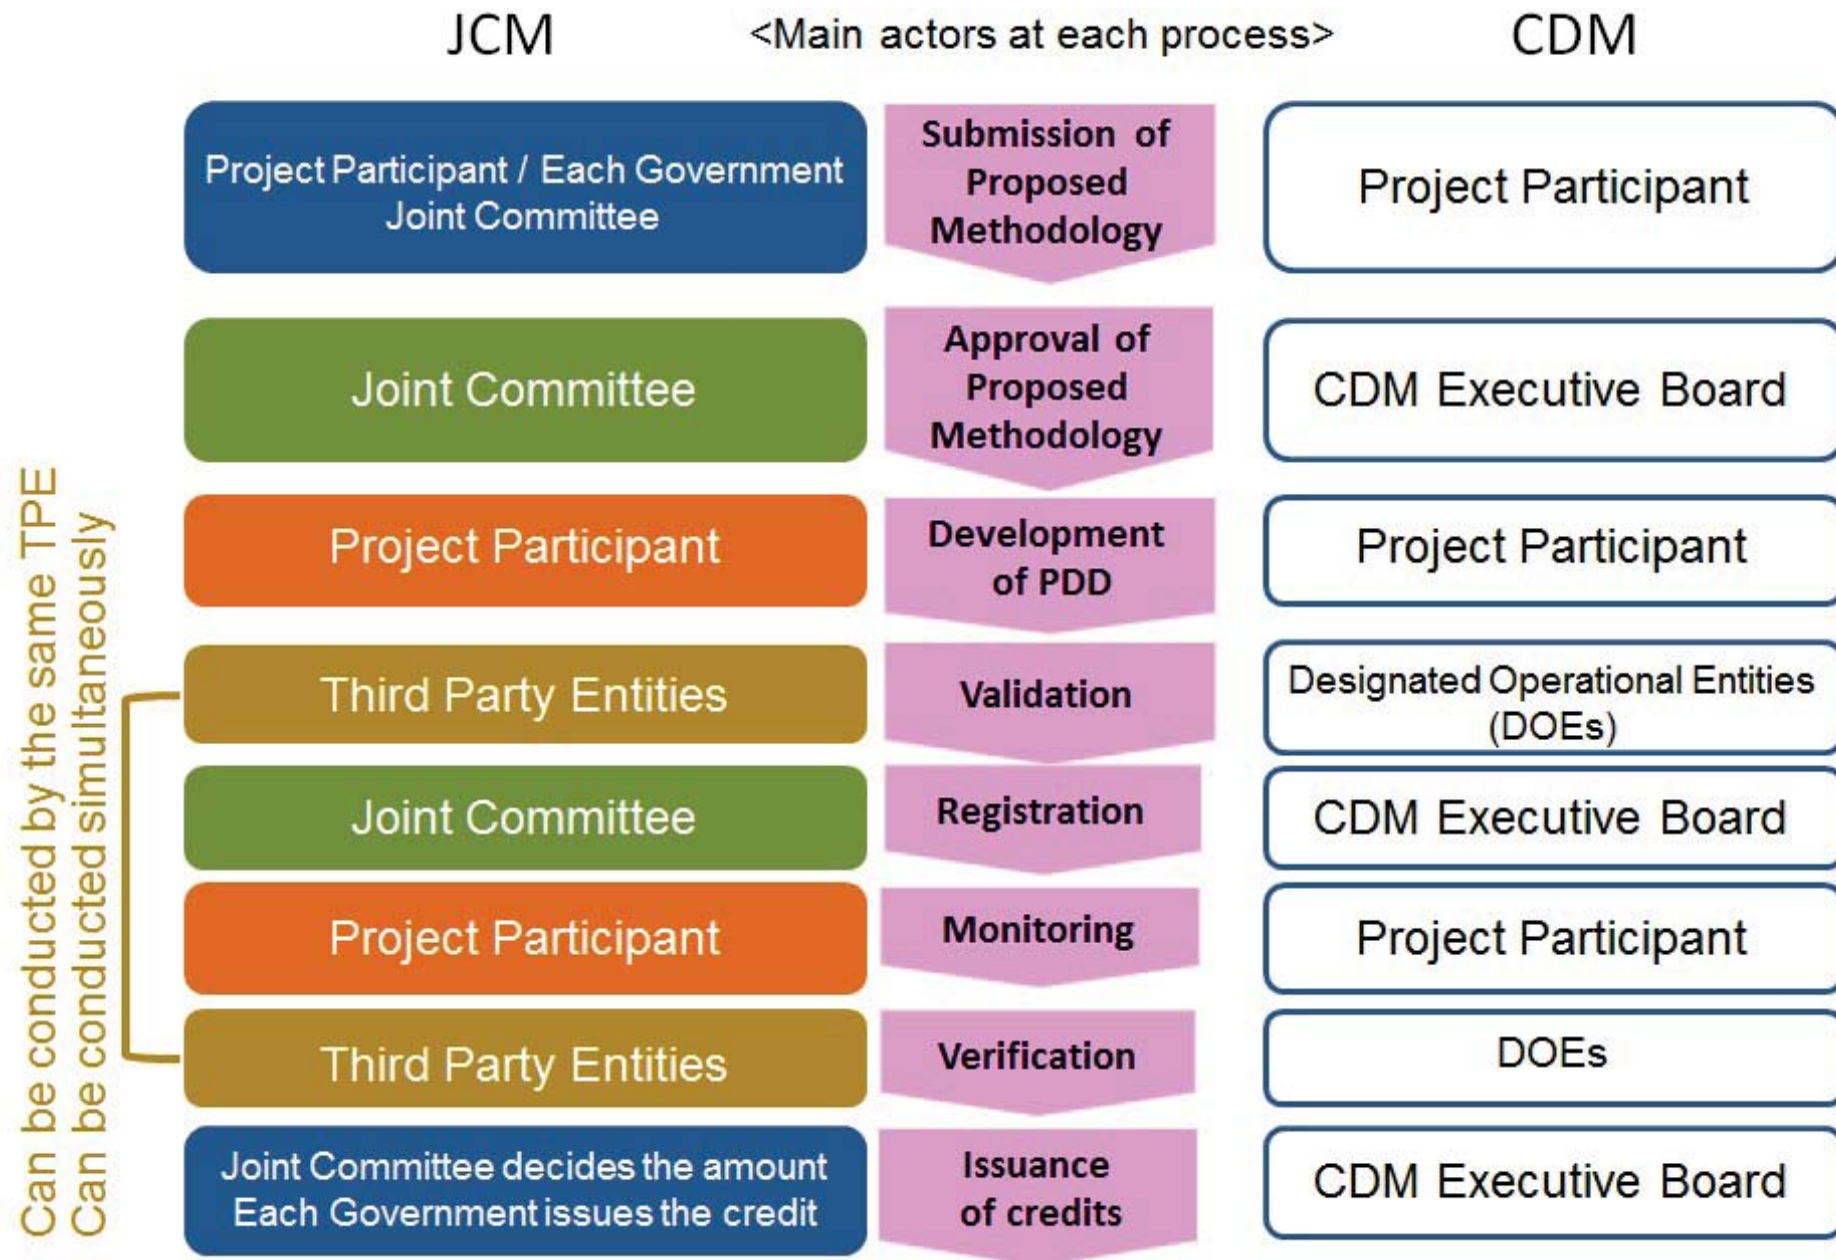 JCM
<Main actors at each process>
CDM
Project Participant / Each Government
Joint Committee
Submission of
Proposed
Methodology
Project Participant
Joint Committee
Approval of
Proposed
Methodology
CDM Executive Board
Project Participant
Development
of PDD
Project Participant
Third Party Entities
Validation
Designated Operational Entities
(DOEs)
Joint Committee
Registration
CDM Executive Board
Project Participant
Monitoring
Project Participant
Third Party Entities
Verification
DOEs
Joint Committee decides the amount
Each Government issues the credit
Issuance
of credits
CDM Executive Board
Can be conducted by the same TPE
Can be conducted simultaneously